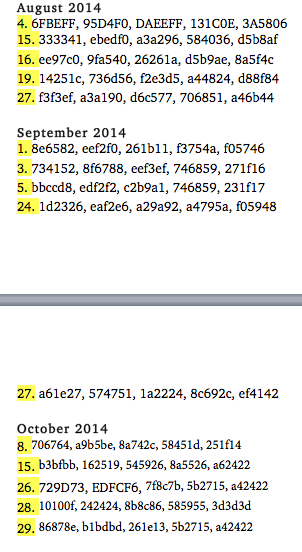 August 2014
4. 6FBEFF, 95D4F0, DAEEFF, 131C0E, 3A5806
15. 333341, ebedf0, a3a296, 584036, d5b8af
16. ee97c0, 9fa540, 26261a, d5b9ae, 8a5f4c
19. 14251c, 736d56, f2e3d5, a44824, d88f84
27. f3f3ef, a3a190, d6c577, 706851, a46b44
September 2014
1. 8e6582, eef2f0, 261b11, f3754a, f05746
3. 734152, 8f6788, eef3ef, 746859, 271f16
5. bbccd8, edf2f2, c2b9a1, 746859, 231f17
24. 1d2326, eaf2e6, a29a92, a4795a, f05948
27. a61e27, 574751, 1a2224, 8c692c, ef4142
October 2014
8. 706764, a9b5be, 8a742c, 58451d, 251f14
15. b3bfbb, 162519, 545926, 8a5526, a62422
26. 729D73, EDFCF6, 7f8c7b, 5b2715, a42422
28. 10100f, 242424, 8b8c86, 585955, 3d3d3d
29. 86878e, b1bdbd, 261e13, 5b2715, a42422